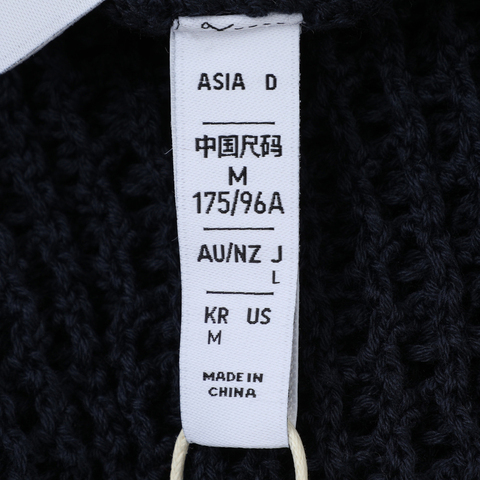 ASIA D
中国尺码
M
175/96A
AU/NZ J
L
KR US
M
MADE IN
CHINA